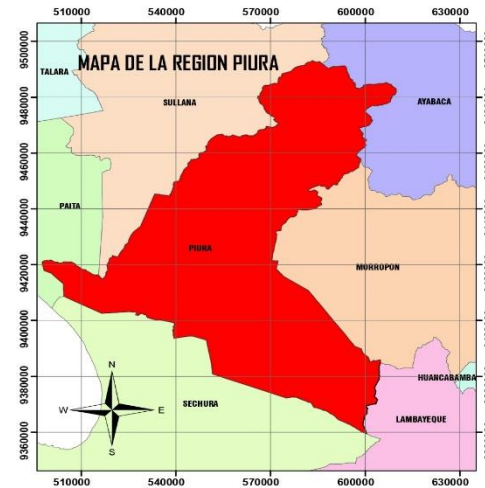 510000 540000 570000 600000 630000
MAPA DE LA REGION PIURA
TALARA
SULLANA
AYABACA
PAITA
PIURA
MORROPON
HUANCABAMBA
SECHURA
LAMBAYEQUE
N
W E
S
9500000
9480000
9460000
9440000
9420000
9400000
9380000
9360000
510000 540000 570000 600000 630000